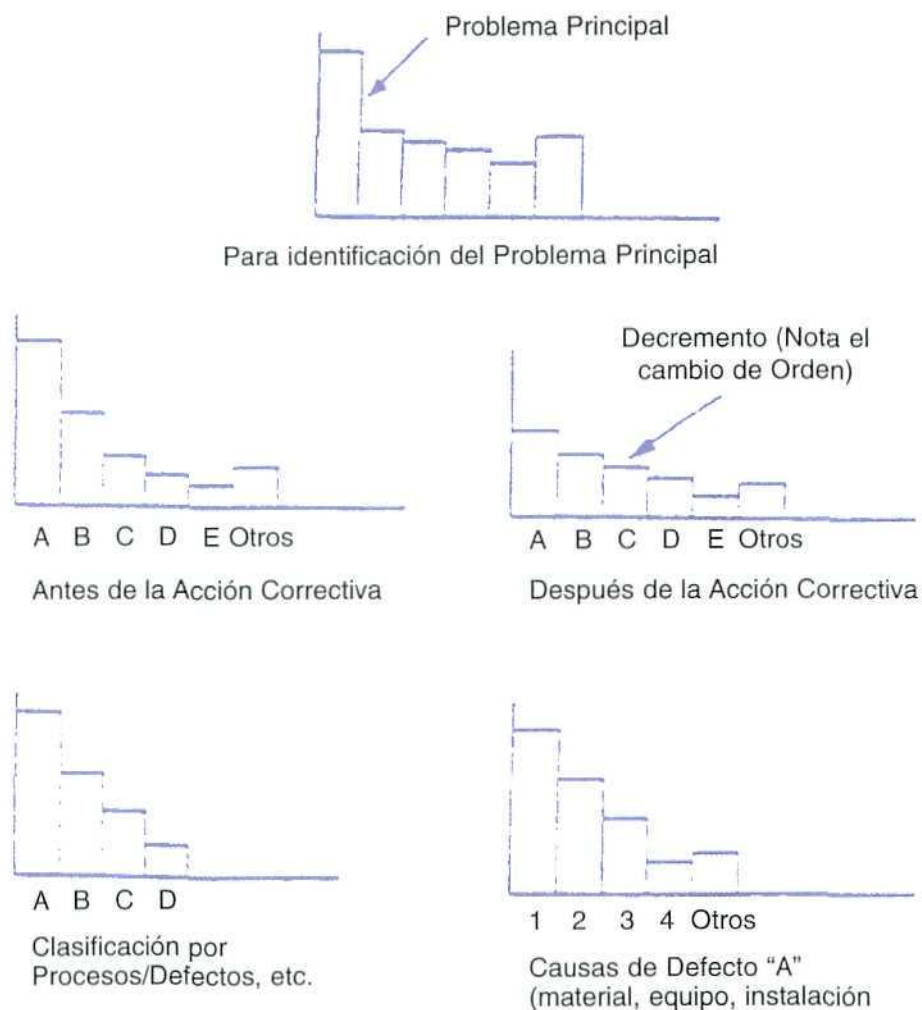 Problema Principal
Para identificación del Problema Principal
Decremento (Nota el
cambio de Orden)
A B C D E Otros
Antes de la Acción Correctiva
A B C D E Otros
Después de la Acción Correctiva
A B C D
Clasificación por
Procesos/Defectos, etc.
1 2 3 4 Otros
Causas de Defecto “A”
(material, equipo, instalación